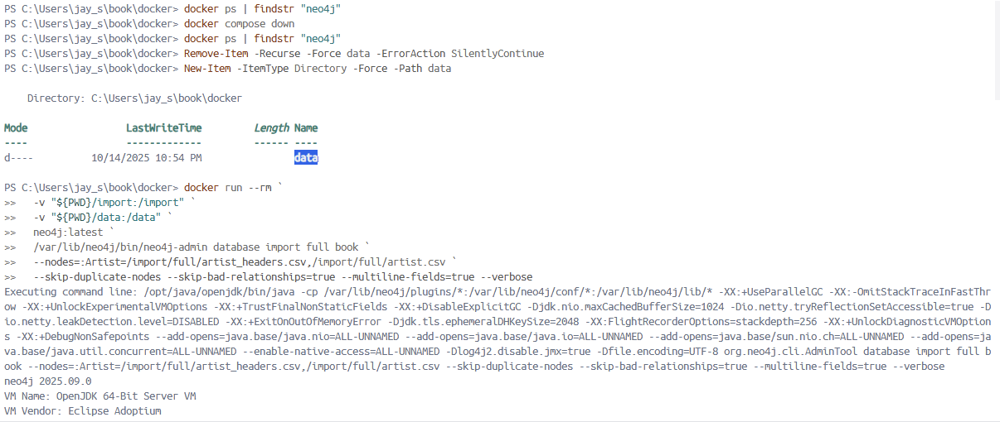 PS C:\Users\jay_s\book\docker> docker ps | findstr "neo4j"
PS C:\Users\jay_s\book\docker> docker compose down
PS C:\Users\jay_s\book\docker> docker ps | findstr "neo4j"
PS C:\Users\jay_s\book\docker> Remove-Item -Recurse -Force data -ErrorAction SilentlyContinue
PS C:\Users\jay_s\book\docker> New-Item -ItemType Directory -Force -Path data
Directory: C:\Users\jay_s\book\docker
Mode LastWriteTime Length Name
---- ------------- ------ ----
d---- 10/14/2025 10:54 PM data
PS C:\Users\jay_s\book\docker> docker run --rm `
>> -v "${PWD}/import:/import" `
>> -v "${PWD}/data:/data" `
>> neo4j:latest `
>> /var/lib/neo4j/bin/neo4j-admin database import full book `
>> --nodes=:Artist=/import/full/artist_headers.csv,/import/full/artist.csv `
>> --skip-duplicate-nodes --skip-bad-relationships=true --multiline-fields=true --verbose
Executing command line: /opt/java/openjdk/bin/java -cp /var/lib/neo4j/plugins/*:/var/lib/neo4j/conf/*:/var/lib/neo4j/lib/* -XX:+UseParallelGC -XX:-OmitStackTraceInFastThr
ow -XX:+UnlockExperimentalVMOptions -XX:+TrustFinalNonStaticFields -XX:+DisableExplicitGC -Djdk.nio.maxCachedBufferSize=1024 -Dio.netty.tryReflectionSetAccessible=true -D
io.netty.leakDetection.level=DISABLED -XX:+ExitOnOutOfMemoryError -Djdk.tls.ephemeralDHKeySize=2048 -XX:FlightRecorderOptions=stackdepth=256 -XX:+UnlockDiagnosticVMOption
s -XX:+DebugNonSafepoints --add-opens=java.base/java.nio=ALL-UNNAMED --add-opens=java.base/java.io=ALL-UNNAMED --add-opens=java.base/sun.nio.ch=ALL-UNNAMED --add-opens=ja
va.base/java.util.concurrent=ALL-UNNAMED --enable-native-access=ALL-UNNAMED -Dlog4j2.disable.jmx=true -Dfile.encoding=UTF-8 org.neo4j.cli.AdminTool database import full b
ook --nodes=:Artist=/import/full/artist_headers.csv,/import/full/artist.csv --skip-duplicate-nodes --skip-bad-relationships=true --multiline-fields=true --verbose
neo4j 2025.09.0
VM Name: OpenJDK 64-Bit Server VM
VM Vendor: Eclipse Adoptium